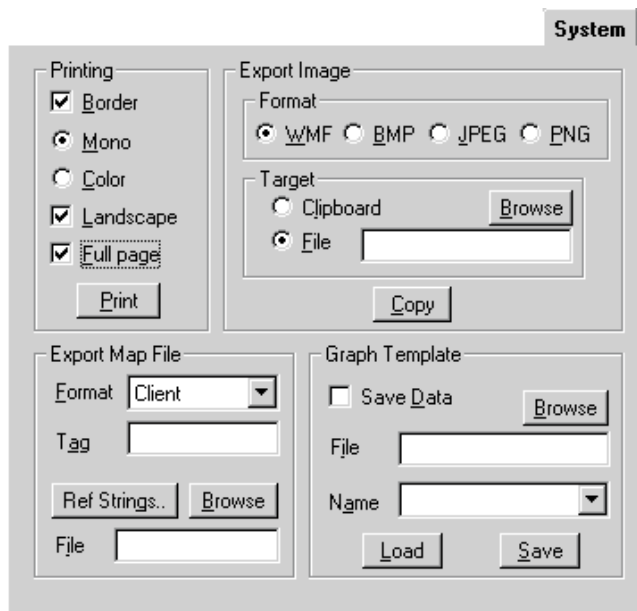 System
Printing
Border
Mono
Color
Landscape
Full page
Print
Export Image
Format
WMF BMP JPEG PNG
Target
Clipboard Browse
File
Copy
Export Map File
Format Client
Tag
Ref Strings.. Browse
File
Graph Template
Save Data Browse
File
Name
Load Save